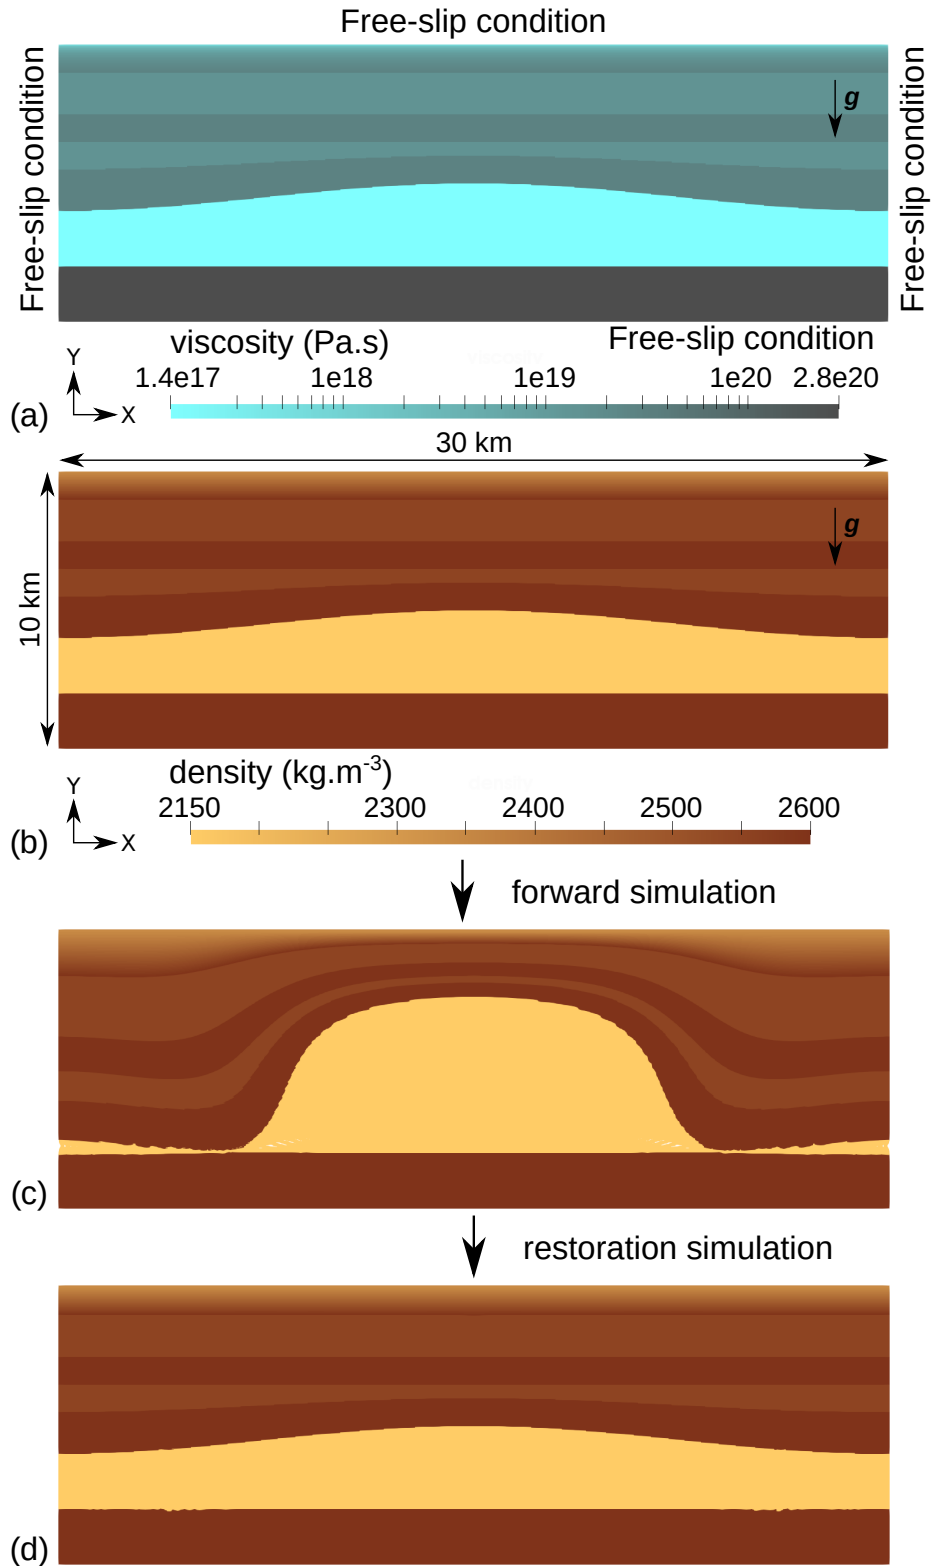 Free-slip condition
Free-slip condition
Free-slip condition
g
viscosity (Pa.s)
Free-slip condition
1.4e17 1e18 1e19 1e20 2.8e20
Y
X
(a)
30 km
10 km
g
density (kg.m-3)
2150 2300 2400 2500 2600
Y
X
(b)
forward simulation
(c)
restoration simulation
(d)